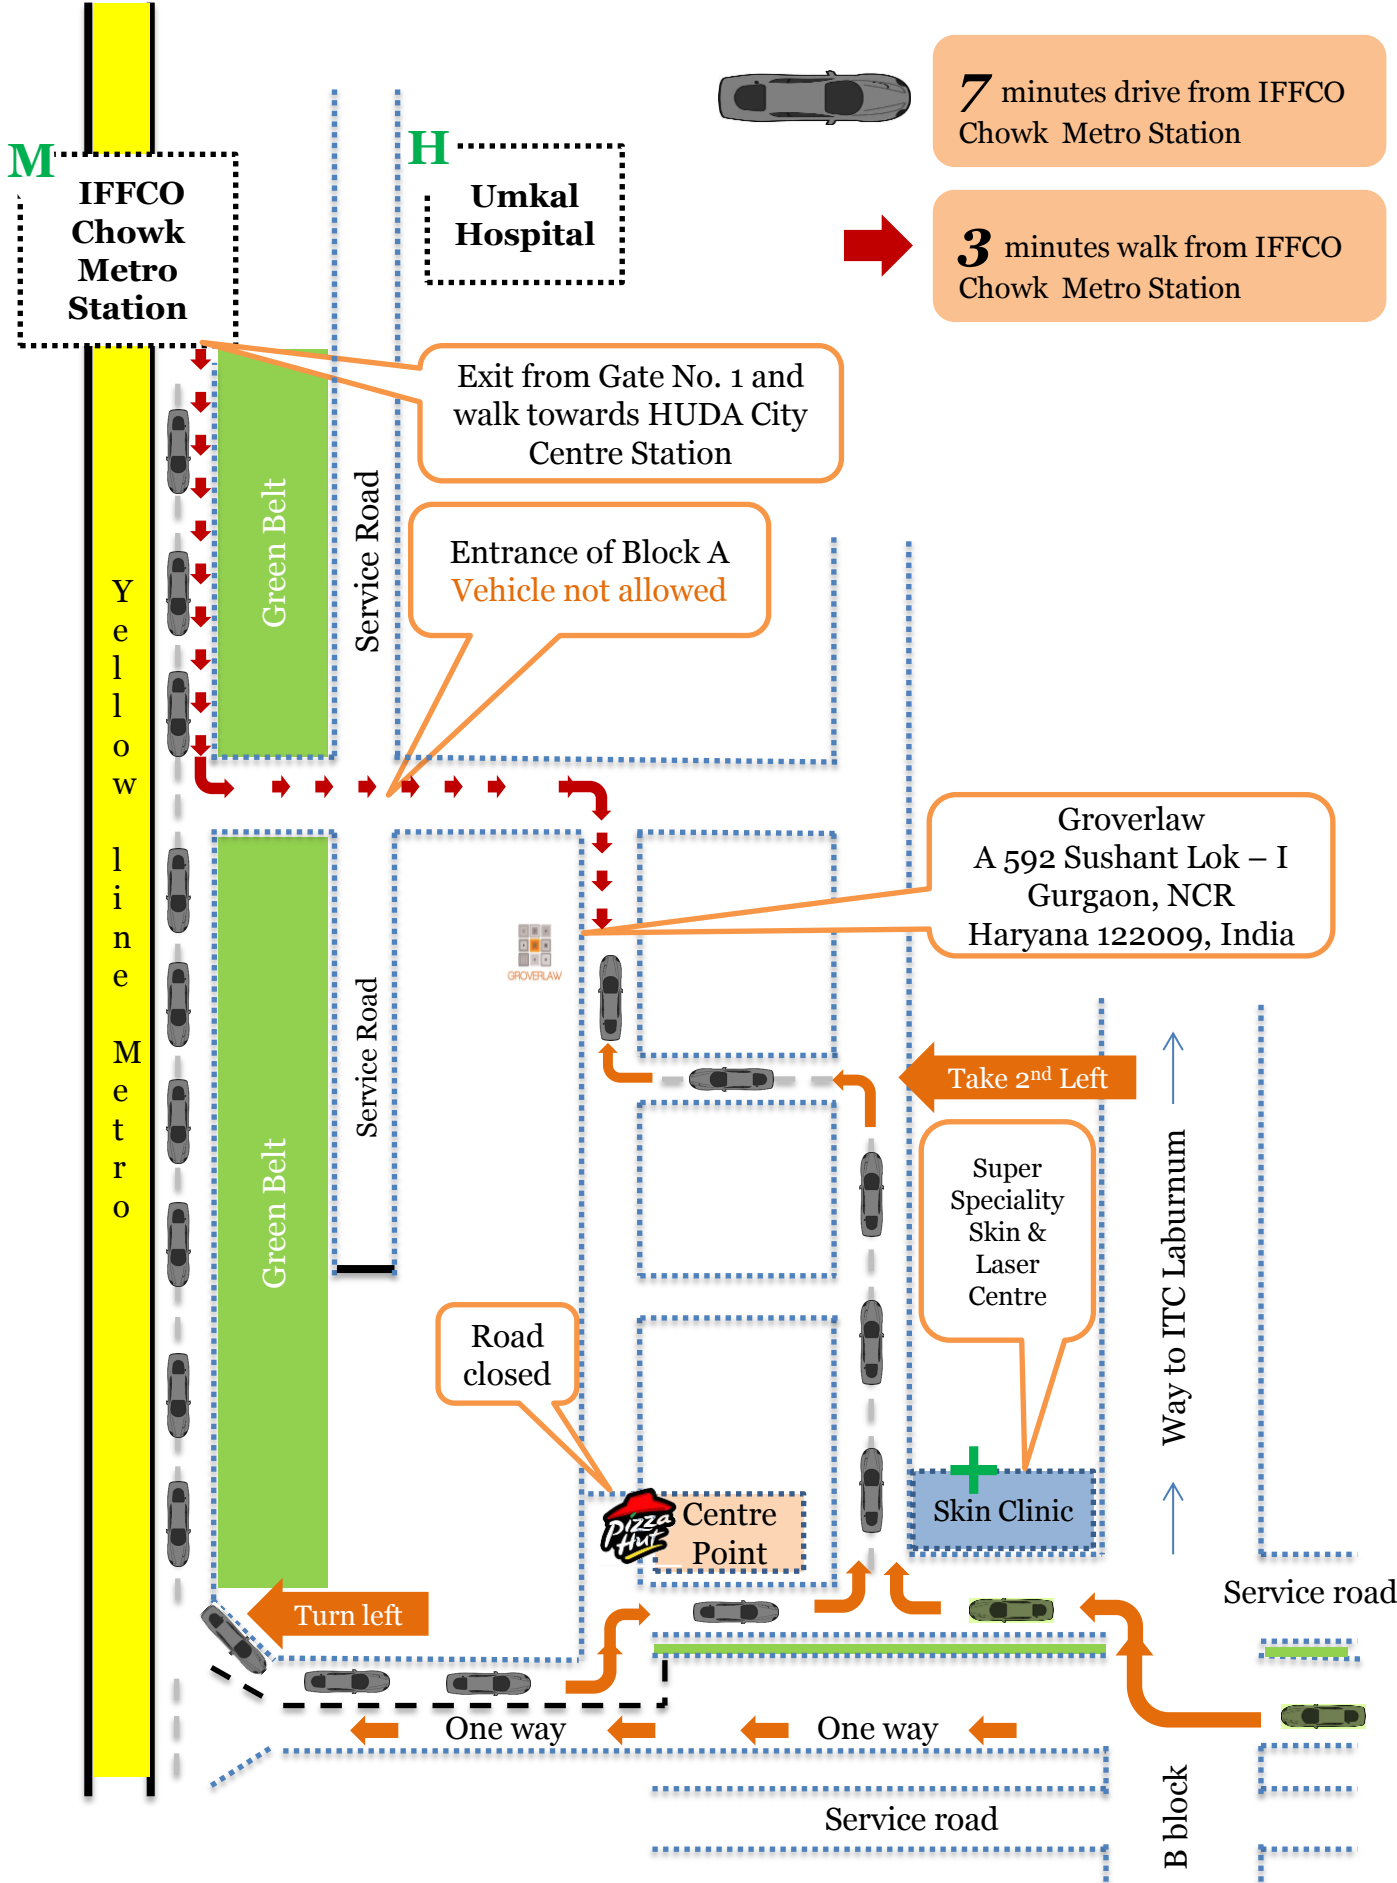 7 minutes drive from IFFCO
Chowk Metro Station
M
H
IFFCO
Chowk
Metro
Station
Umkal
Hospital
3 minutes walk from IFFCO
Chowk Metro Station
Exit from Gate No. 1 and
walk towards HUDA City
Centre Station
Green Belt
Service Road
Entrance of Block A
Vehicle not allowed
Yellow line Metro
Groverlaw
A 592 Sushant Lok – I
Gurgaon, NCR
Haryana 122009, India
GROVERLAW
Service Road
Green Belt
Take 2nd Left
Super
Speciality
Skin &
Laser
Centre
Way to ITC Laburnum
Road
closed
Pizza
Hut
Centre
Point
Skin Clinic
Turn left
Service road
One way
One way
Service road
B block